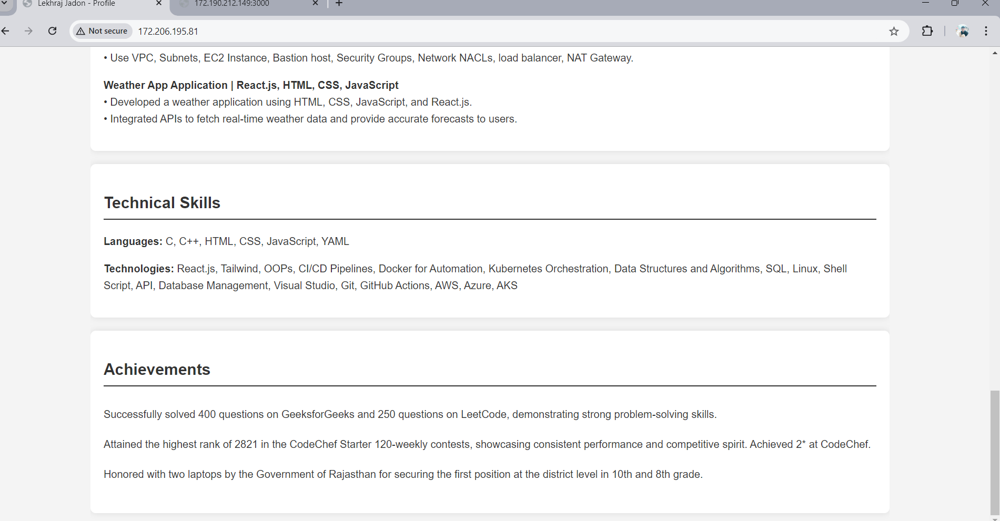 Lekhraj Jadon - Profile
172.190.212.149:3000
Not secure
172.206.195.81
• Use VPC, Subnets, EC2 Instance, Bastion host, Security Groups, Network NACLs, load balancer, NAT Gateway.
Weather App Application | React.js, HTML, CSS, JavaScript
• Developed a weather application using HTML, CSS, JavaScript, and React.js.
• Integrated APIs to fetch real-time weather data and provide accurate forecasts to users.
Technical Skills
Languages: C, C++, HTML, CSS, JavaScript, YAML
Technologies: React.js, Tailwind, OOPs, CI/CD Pipelines, Docker for Automation, Kubernetes Orchestration, Data Structures and Algorithms, SQL, Linux, Shell
Script, API, Database Management, Visual Studio, Git, GitHub Actions, AWS, Azure, AKS
Achievements
Successfully solved 400 questions on GeeksforGeeks and 250 questions on LeetCode, demonstrating strong problem-solving skills.
Attained the highest rank of 2821 in the CodeChef Starter 120-weekly contests, showcasing consistent performance and competitive spirit. Achieved 2* at CodeChef.
Honored with two laptops by the Government of Rajasthan for securing the first position at the district level in 10th and 8th grade.